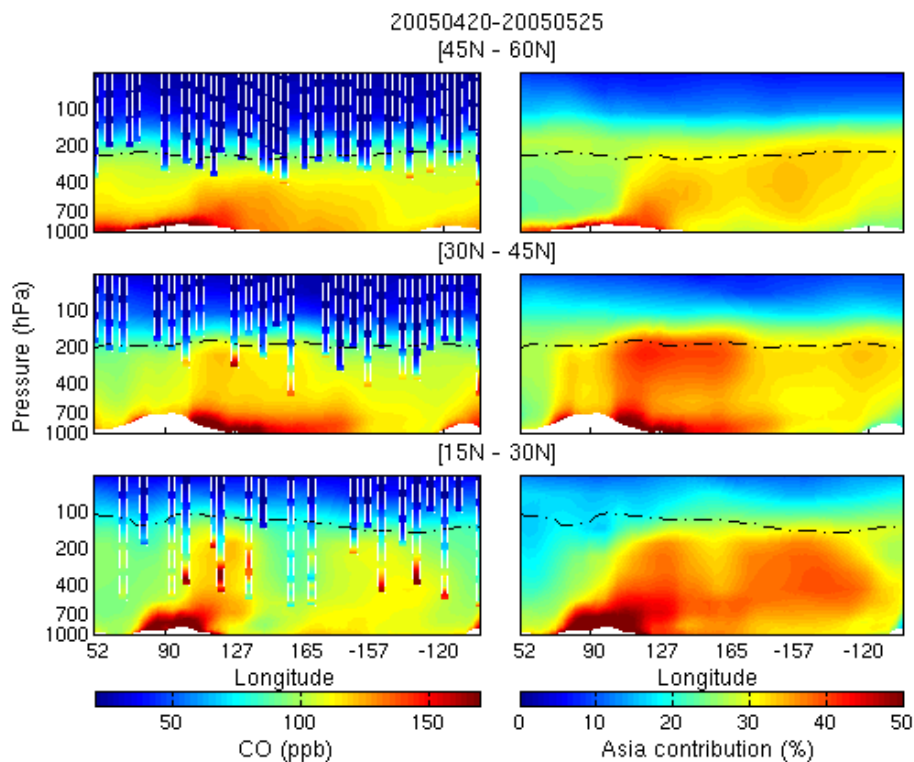 20050420-20050525
[45N - 60N]
100
200
400
700
1000
[30N - 45N]
100
200
400
700
1000
Pressure (hPa)
[15N - 30N]
100
200
400
700
1000
52 90 127 165 -157 -120
52 90 127 165 -157 -120
Longitude
Longitude
50 100 150
0 10 20 30 40 50
CO (ppb)
Asia contribution (%)